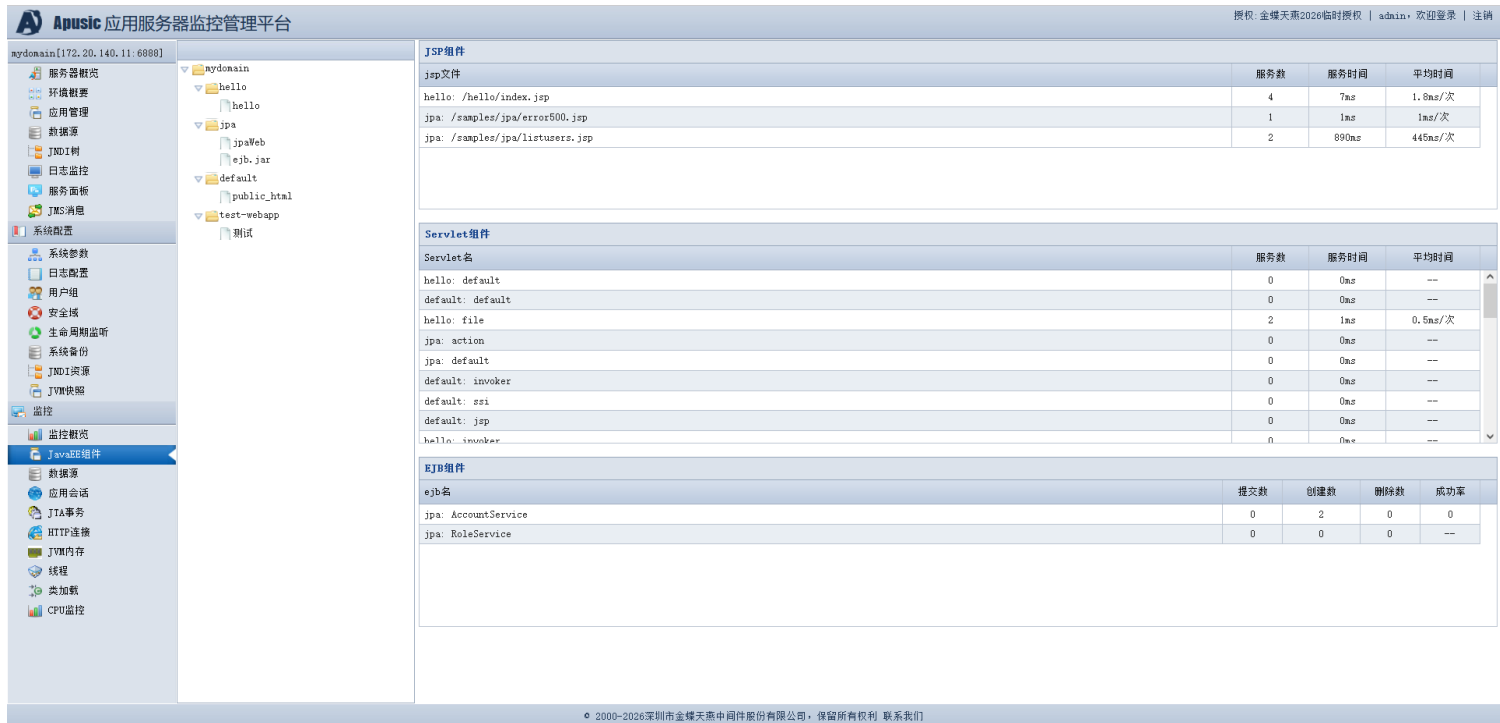 Apusic 应用服务器监控管理平台
授权:金蝶天燕2026临时授权 | admin，欢迎登录 | 注销
mydomain[172.20.140.11:6888]
服务器概览
环境概要
应用管理
数据源
JNDI树
日志监控
服务面板
JMS消息
系统配置
系统参数
日志配置
用户组
安全域
生命周期监听
系统备份
JNDI资源
JVM快照
监控
监控概览
JavaEE组件
数据源
应用会话
JTA事务
HTTP连接
JVM内存
线程
类加载
CPU监控
mydomain
hello
hello
jpa
jpaWeb
ejb.jar
default
public_html
test-webapp
测试
JSP组件
jsp文件 服务数 服务时间 平均时间
hello: /hello/index.jsp 4 7ms 1.8ms/次
jpa: /samples/jpa/error500.jsp 1 1ms 1ms/次
jpa: /samples/jpa/listusers.jsp 2 890ms 445ms/次
Servlet组件
Servlet名 服务数 服务时间 平均时间
hello: default 0 0ms --
default: default 0 0ms --
hello: file 2 1ms 0.5ms/次
jpa: action 0 0ms --
jpa: default 0 0ms --
default: invoker 0 0ms --
default: ssi 0 0ms --
default: jsp 0 0ms --
hello: invoker 0 0ms --
EJB组件
ejb名 提交数 创建数 删除数 成功率
jpa: AccountService 0 2 0 0
jpa: RoleService 0 0 0 --
© 2000-2026深圳市金蝶天燕中间件股份有限公司，保留所有权利 联系我们